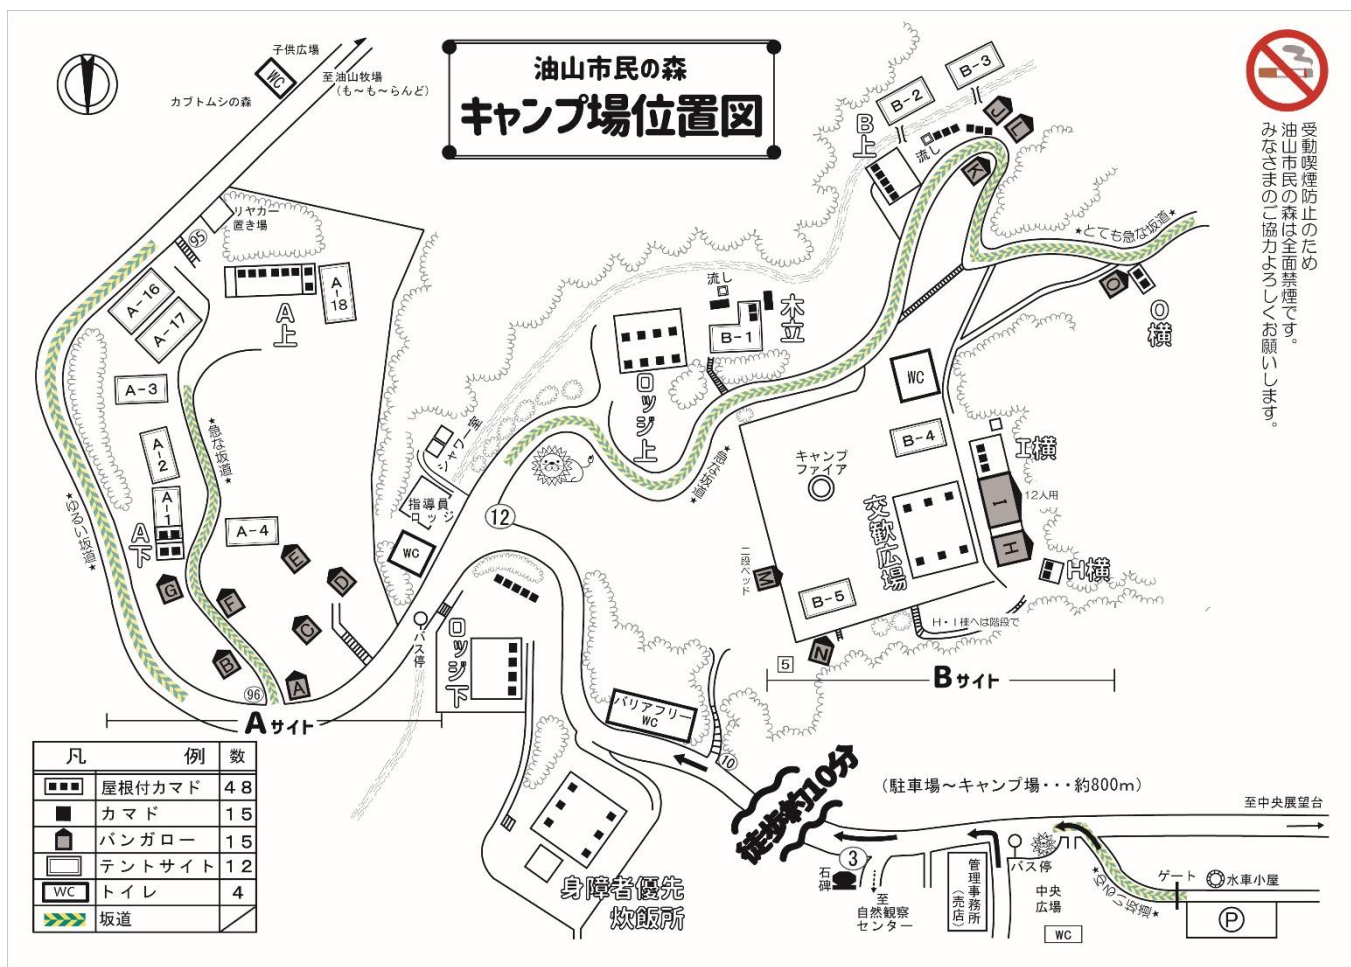 油山市民の森
キャンプ場位置図
子供広場
WC
至油山牧場
(も〜も〜らんど)
カブトムシの森
受動喫煙防止のため
油山市民の森は全面禁煙です。
みなさまのご協力よろしくお願いします。
リヤカー
置き場
95
A-16
A-17
A-18
A上
A-3
A-2
A-1
A下
A-4
★急な坂道★
★ゆるい坂道★
G
F
E
D
C
B
A
96
Aサイト
シャワー室
指導員
ロッジ
WC
バス停
12
ロッジ上
ロッジ下
流し
木立
B-1
★急な坂道★
B上
B-2
B-3
流し
J
L
K
★とても急な坂道★
O
O横
WC
B-4
キャンプ
ファイア
交歓広場
I横
12人用
I
H
H横
二段ベッド
M
B-5
N
5
H・I棟へは階段で
Bサイト
バリアフリー
WC
10
徒歩約10分
(駐車場〜キャンプ場・・・約800m)
至中央展望台
3
石碑
至
自然観察
センター
管理事務所
(売店)
バス停
中央
広場
WC
★ゆるい坂道★
ゲート
水車小屋
P
身障者優先
炊飯所
凡 例 数
屋根付カマド 48
カマド 15
バンガロー 15
テントサイト 12
WC トイレ 4
坂道